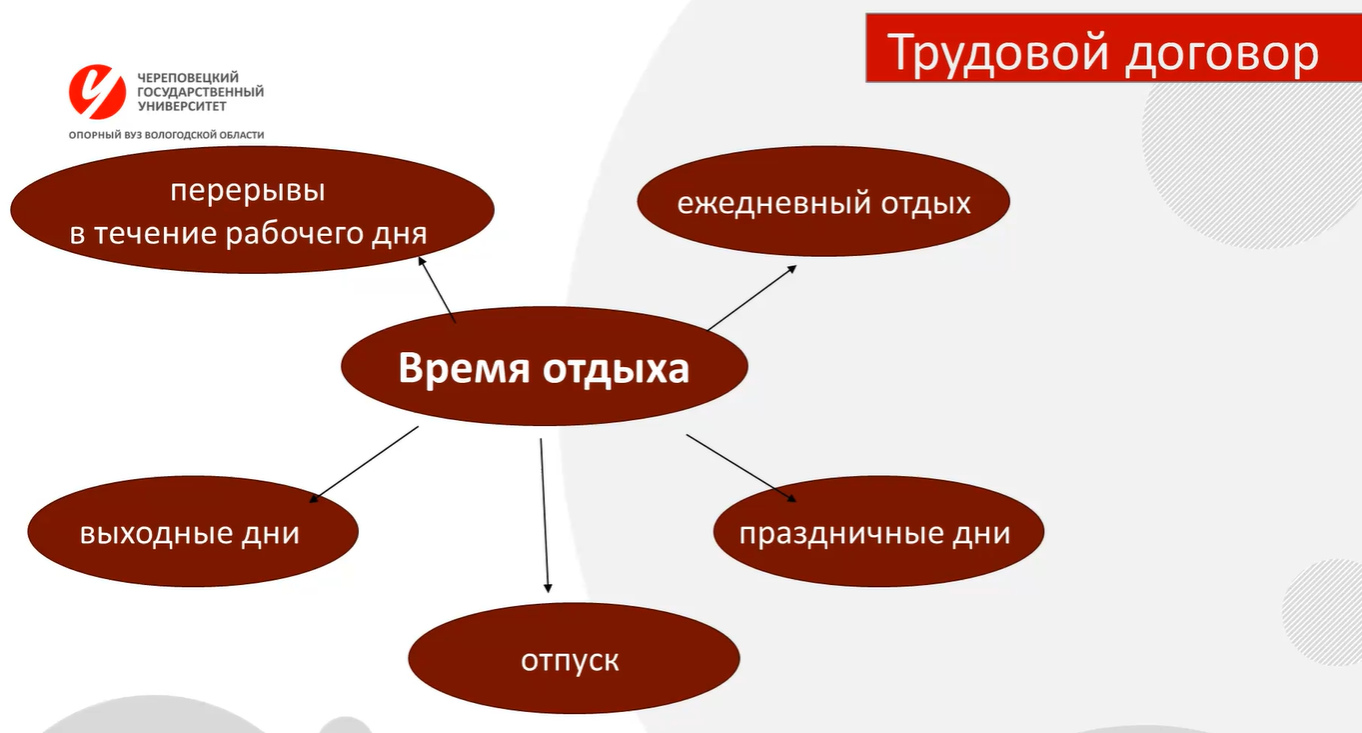 Трудовой договор
ЧЕРЕПОВЕЦКИЙ
ГОСУДАРСТВЕННЫЙ
УНИВЕРСИТЕТ
ОПОРНЫЙ ВУЗ ВОЛОГОДСКОЙ ОБЛАСТИ
перерывы
в течение рабочего дня
ежедневный отдых
Время отдыха
выходные дни
праздничные дни
отпуск